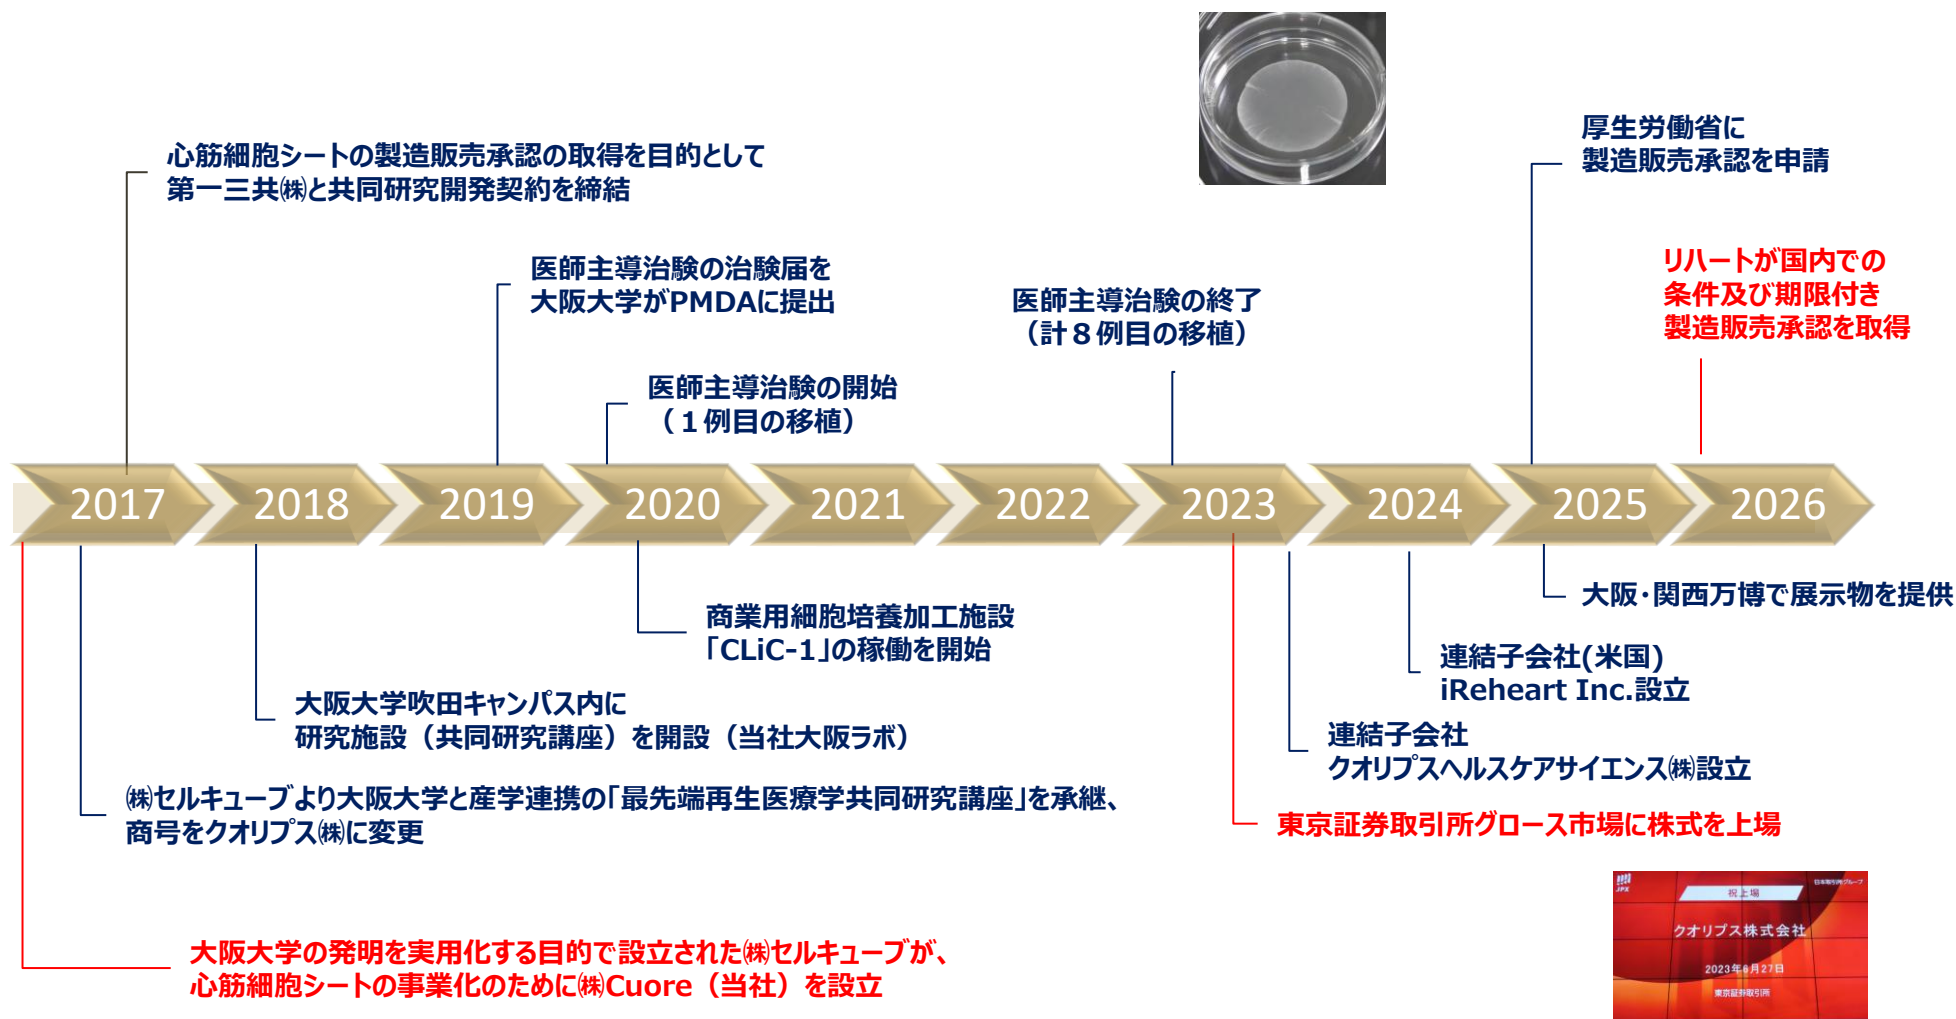 心筋細胞シートの製造販売承認の取得を目的として
第一三共㈱と共同研究開発契約を締結
医師主導治験の治験届を
大阪大学がPMDAに提出
医師主導治験の開始
（１例目の移植）
医師主導治験の終了
（計８例目の移植）
厚生労働省に
製造販売承認を申請
リハートが国内での
条件及び期限付き
製造販売承認を取得
2017
2018
2019
2020
2021
2022
2023
2024
2025
2026
大阪・関西万博で展示物を提供
商業用細胞培養加工施設
「CLiC-1」の稼働を開始
連結子会社(米国)
iReheart Inc.設立
大阪大学吹田キャンパス内に
研究施設（共同研究講座）を開設（当社大阪ラボ）
連結子会社
クオリプスヘルスケアサイエンス㈱設立
㈱セルキューブより大阪大学と産学連携の「最先端再生医療学共同研究講座」を承継、
商号をクオリプス㈱に変更
東京証券取引所グロース市場に株式を上場
大阪大学の発明を実用化する目的で設立された㈱セルキューブが、
心筋細胞シートの事業化のために㈱Cuore（当社）を設立
JPX
日本取引所グループ
祝上場
クオリプス株式会社
2023年6月27日
東京証券取引所